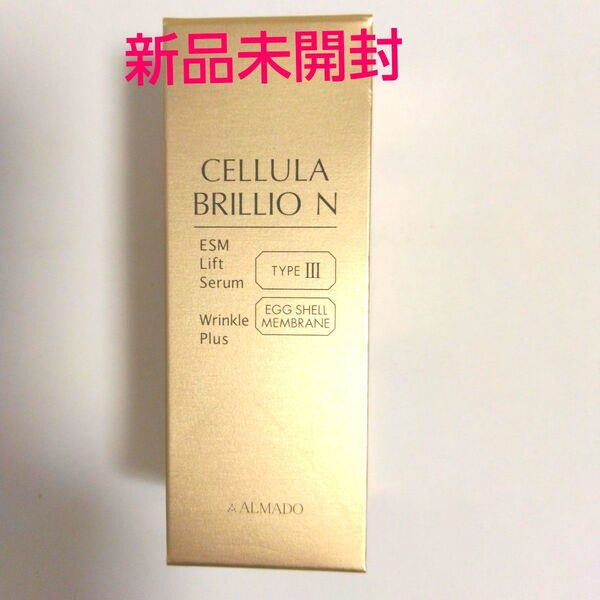 新品未開封
CELLULA
BRILLIO N
ESM
Lift
Serum
TYPE III
Wrinkle
Plus
EGG SHELL
MEMBRANE
ALMADO